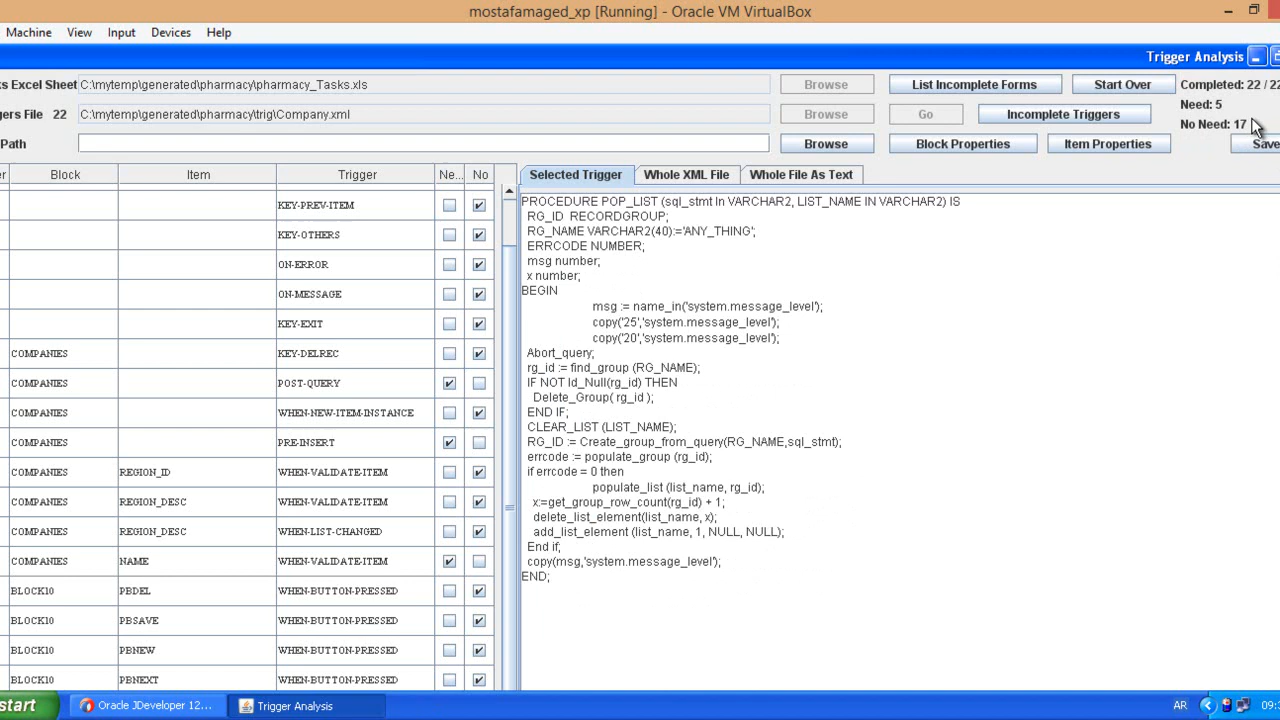 mostafamaged_xp [Running] - Oracle VM VirtualBox
Machine View Input Devices Help
Trigger Analysis
ks Excel Sheet C:\mytemp\generated\pharmacy\pharmacy_Tasks.xls Browse List Incomplete Forms Start Over Completed: 22 / 22
Need: 5
gers File 22 C:\mytemp\generated\pharmacy\trig\Company.xml Browse Go Incomplete Triggers
No Need: 17
Path Browse Block Properties Item Properties Save
er Block Item Trigger Ne... No
Selected Trigger Whole XML File Whole File As Text
KEY-PREV-ITEM
KEY-OTHERS
ON-ERROR
ON-MESSAGE
KEY-EXIT
COMPANIES KEY-DELREC
COMPANIES POST-QUERY
COMPANIES WHEN-NEW-ITEM-INSTANCE
COMPANIES PRE-INSERT
COMPANIES REGION_ID WHEN-VALIDATE-ITEM
COMPANIES REGION_DESC WHEN-VALIDATE-ITEM
COMPANIES REGION_DESC WHEN-LIST-CHANGED
COMPANIES NAME WHEN-VALIDATE-ITEM
BLOCK10 PBDEL WHEN-BUTTON-PRESSED
BLOCK10 PBSAVE WHEN-BUTTON-PRESSED
BLOCK10 PBNEW WHEN-BUTTON-PRESSED
BLOCK10 PBNEXT WHEN-BUTTON-PRESSED
PROCEDURE POP_LIST (sql_stmt In VARCHAR2, LIST_NAME IN VARCHAR2) IS
RG_ID RECORDGROUP;
RG_NAME VARCHAR2(40):='ANY_THING';
ERRCODE NUMBER;
msg number;
x number;
BEGIN
msg := name_in('system.message_level');
copy('25','system.message_level');
copy('20','system.message_level');
Abort_query;
rg_id := find_group (RG_NAME);
IF NOT Id_Null(rg_id) THEN
Delete_Group( rg_id );
END IF;
CLEAR_LIST (LIST_NAME);
RG_ID := Create_group_from_query(RG_NAME,sql_stmt);
errcode := populate_group (rg_id);
if errcode = 0 then
populate_list (list_name, rg_id);
x:=get_group_row_count(rg_id) + 1;
delete_list_element(list_name, x);
add_list_element (list_name, 1, NULL, NULL);
End if;
copy(msg,'system.message_level');
END;
start Oracle JDeveloper 12... Trigger Analysis AR 09: